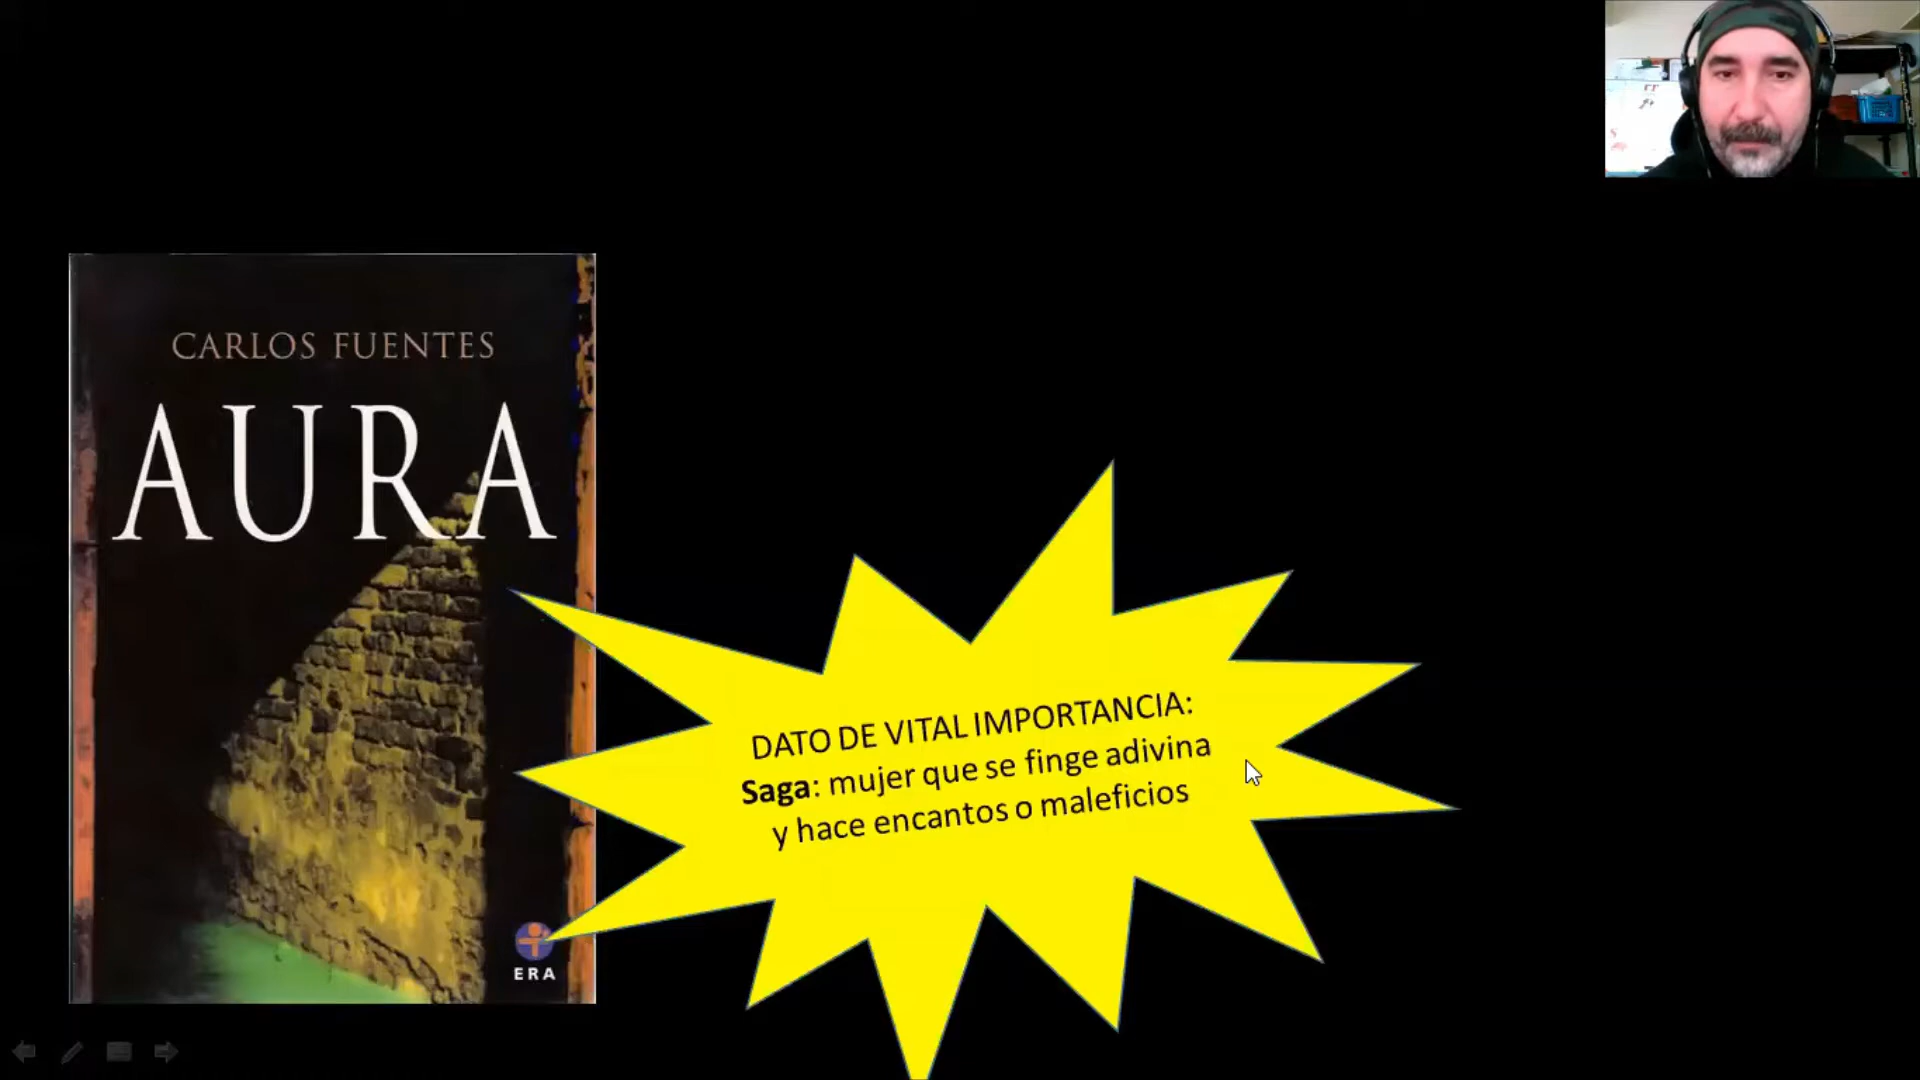 CARLOS FUENTES
AURA
ERA
DATO DE VITAL IMPORTANCIA:
Saga: mujer que se finge adivina
y hace encantos o maleficios